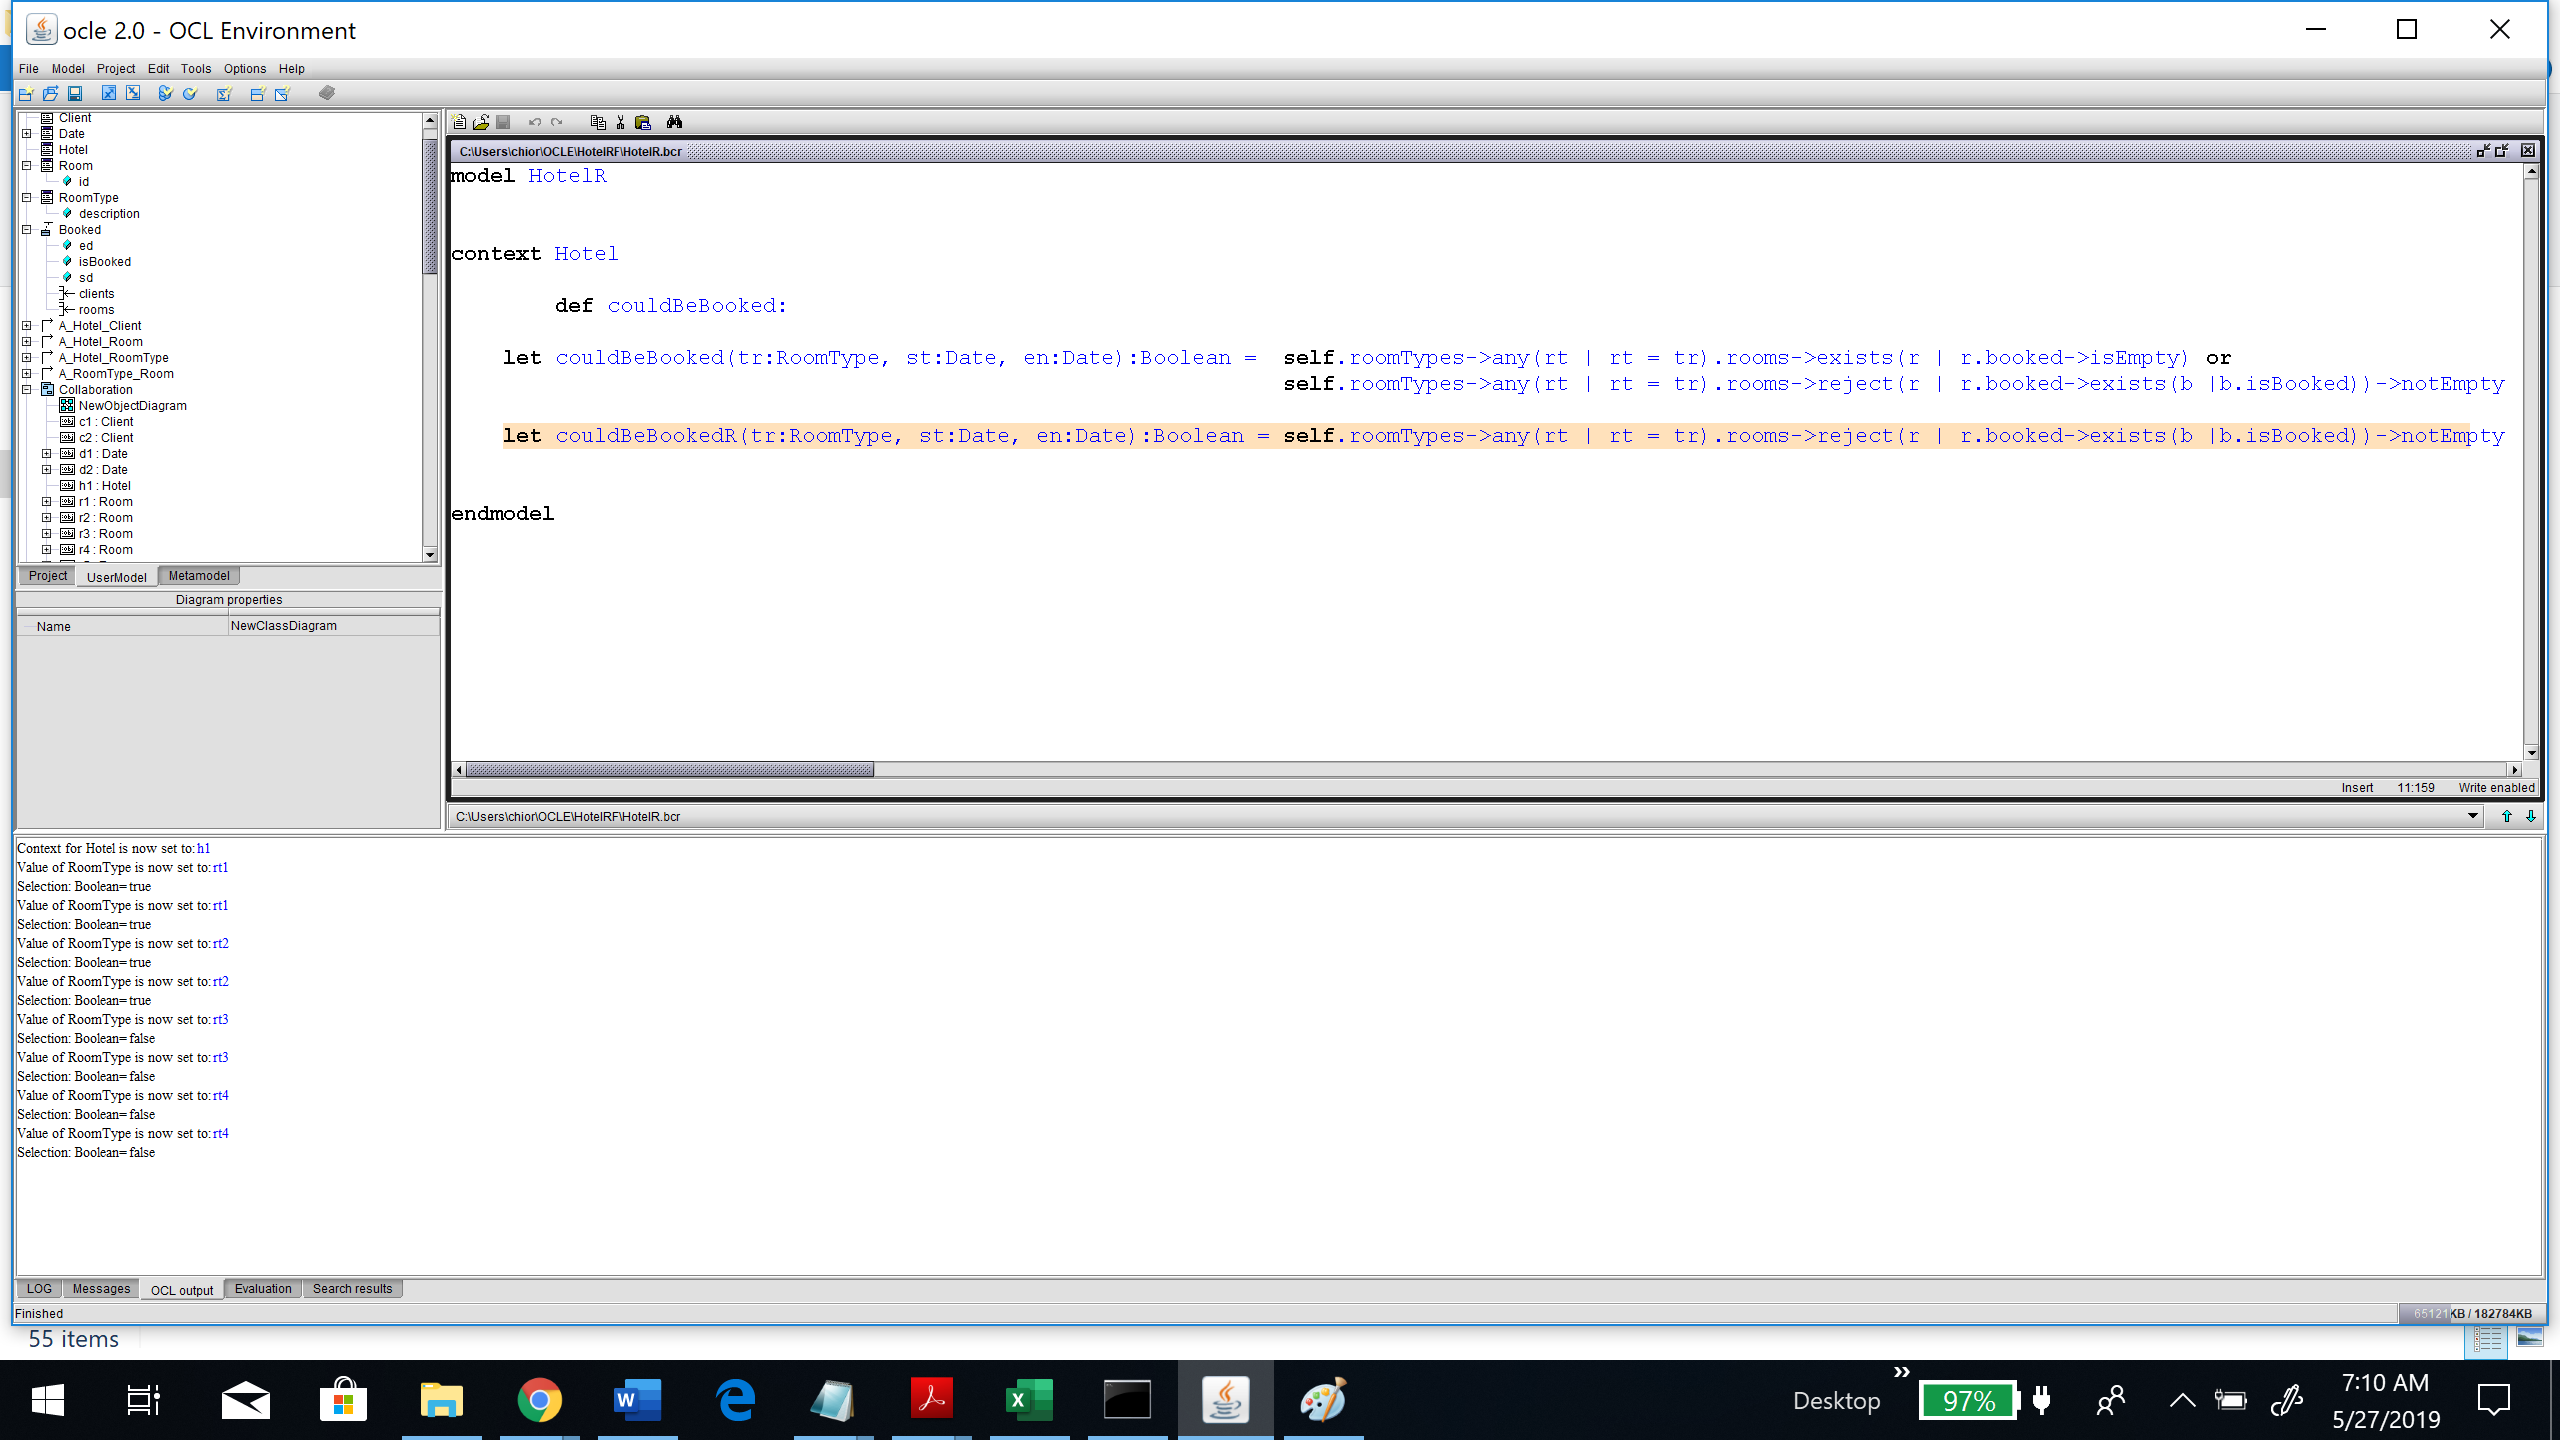 ocle 2.0 - OCL Environment
File Model Project Edit Tools Options Help
Client
Date
Hotel
Room
id
RoomType
description
Booked
ed
isBooked
sd
clients
rooms
A_Hotel_Client
A_Hotel_Room
A_Hotel_RoomType
A_RoomType_Room
Collaboration
NewObjectDiagram
c1 : Client
c2 : Client
d1 : Date
d2 : Date
h1 : Hotel
r1 : Room
r2 : Room
r3 : Room
r4 : Room
Project UserModel Metamodel
Diagram properties
Name NewClassDiagram
C:\Users\chior\OCLE\HotelRF\HotelR.bcr
model HotelR
context Hotel
def couldBeBooked:
let couldBeBooked(tr:RoomType, st:Date, en:Date):Boolean = self.roomTypes->any(rt | rt = tr).rooms->exists(r | r.booked->isEmpty) or
self.roomTypes->any(rt | rt = tr).rooms->reject(r | r.booked->exists(b |b.isBooked))->notEmpty
let couldBeBookedR(tr:RoomType, st:Date, en:Date):Boolean = self.roomTypes->any(rt | rt = tr).rooms->reject(r | r.booked->exists(b |b.isBooked))->notEmpty
endmodel
Insert 11:159 Write enabled
C:\Users\chior\OCLE\HotelRF\HotelR.bcr
Context for Hotel is now set to: h1
Value of RoomType is now set to: rt1
Selection: Boolean= true
Value of RoomType is now set to: rt1
Selection: Boolean= true
Value of RoomType is now set to: rt2
Selection: Boolean= true
Value of RoomType is now set to: rt2
Selection: Boolean= true
Value of RoomType is now set to: rt3
Selection: Boolean= false
Value of RoomType is now set to: rt3
Selection: Boolean= false
Value of RoomType is now set to: rt4
Selection: Boolean= false
Value of RoomType is now set to: rt4
Selection: Boolean= false
LOG Messages OCL output Evaluation Search results
Finished 65121KB / 182784KB
55 items
Desktop 97% 7:10 AM
5/27/2019